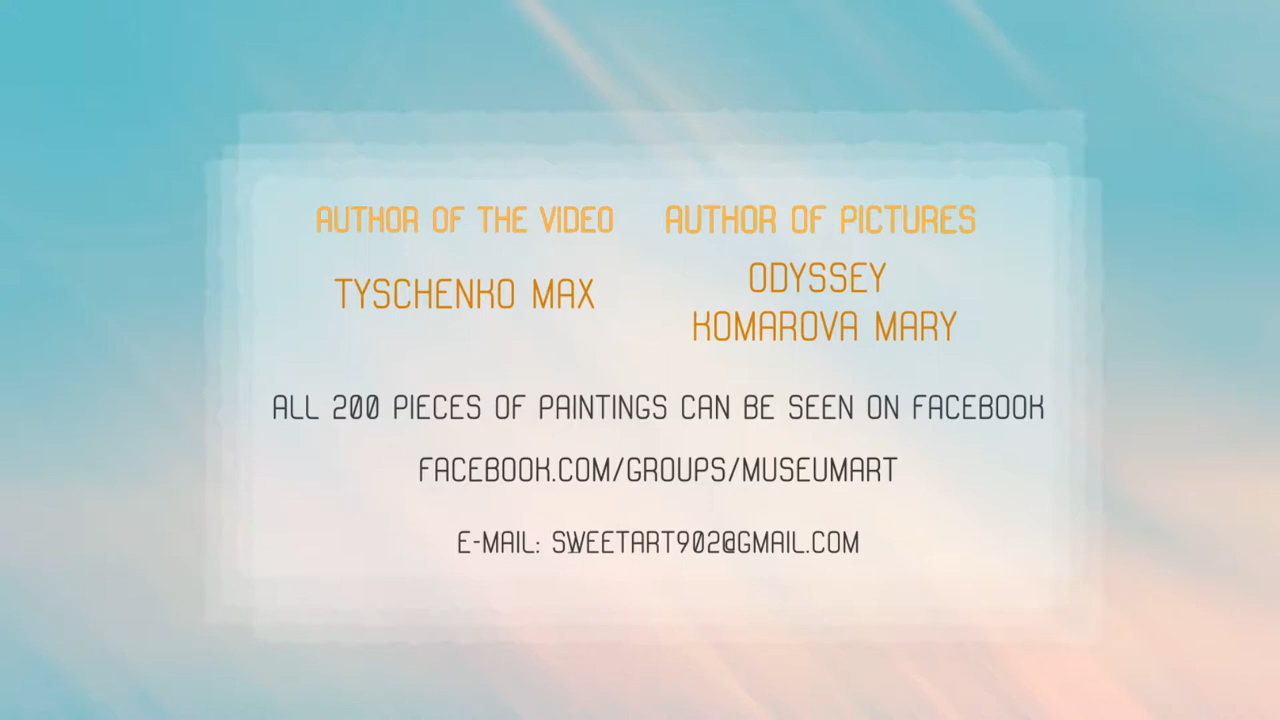 AUTHOR OF THE VIDEO
TYSCHENKO MAX
AUTHOR OF PICTURES
ODYSSEY
KOMAROVA MARY
ALL 200 PIECES OF PAINTINGS CAN BE SEEN ON FACEBOOK
FACEBOOK.COM/GROUPS/MUSEUMART
E-MAIL: SWEETART902@GMAIL.COM